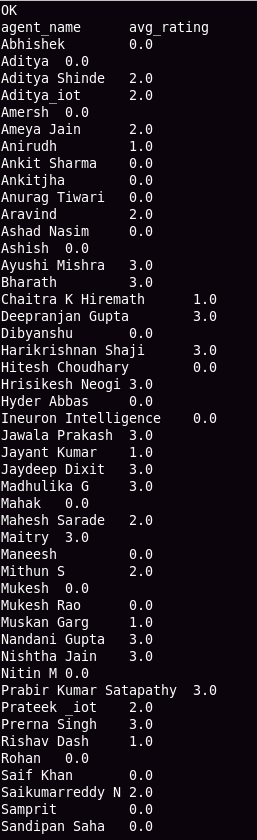 OK
agent_name avg_rating
Abhishek 0.0
Aditya 0.0
Aditya Shinde 2.0
Aditya_iot 2.0
Amersh 0.0
Ameya Jain 2.0
Anirudh 1.0
Ankit Sharma 0.0
Ankitjha 0.0
Anurag Tiwari 0.0
Aravind 2.0
Ashad Nasim 0.0
Ashish 0.0
Ayushi Mishra 3.0
Bharath 3.0
Chaitra K Hiremath 1.0
Deepranjan Gupta 3.0
Dibyanshu 0.0
Harikrishnan Shaji 3.0
Hitesh Choudhary 0.0
Hrisikesh Neogi 3.0
Hyder Abbas 0.0
Ineuron Intelligence 0.0
Jawala Prakash 3.0
Jayant Kumar 1.0
Jaydeep Dixit 3.0
Madhulika G 3.0
Mahak 0.0
Mahesh Sarade 2.0
Maitry 3.0
Maneesh 0.0
Mithun S 2.0
Mukesh 0.0
Mukesh Rao 0.0
Muskan Garg 1.0
Nandani Gupta 3.0
Nishtha Jain 3.0
Nitin M 0.0
Prabir Kumar Satapathy 3.0
Prateek _iot 2.0
Prerna Singh 3.0
Rishav Dash 1.0
Rohan 0.0
Saif Khan 0.0
Saikumarreddy N 2.0
Samprit 0.0
Sandipan Saha 0.0